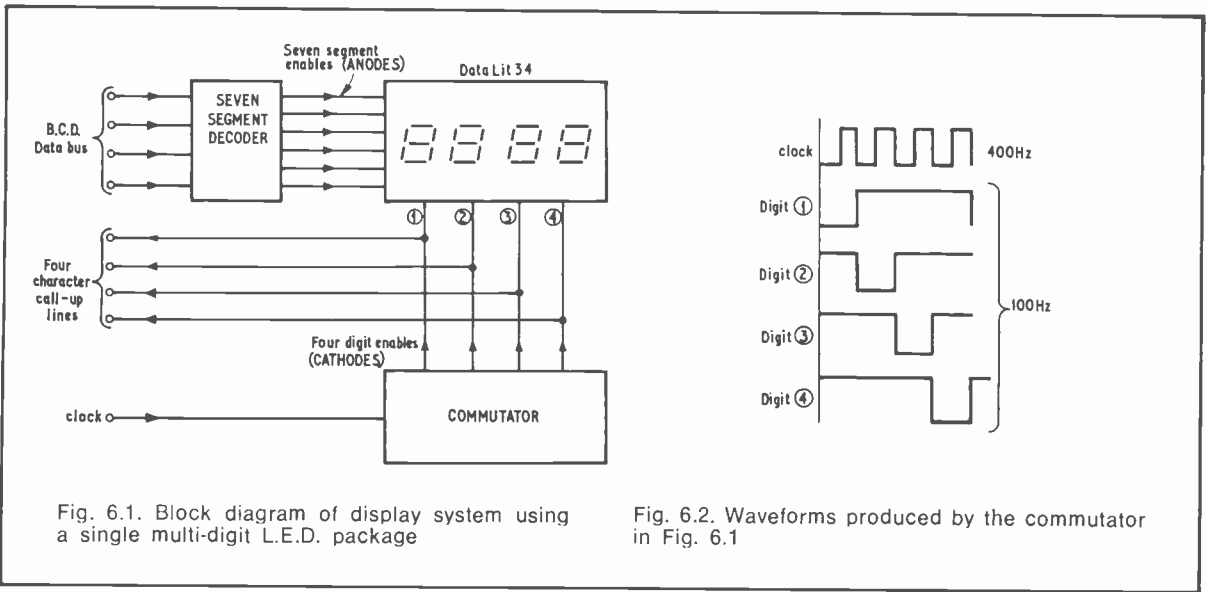 Seven segment
enables (ANODES)
Data Lit 34
B.C.D.
Data bus
SEVEN
SEGMENT
DECODER
① ② ③ ④
Four
character
call-up
lines
Four digit enables
(CATHODES)
clock
COMMUTATOR
Fig. 6.1. Block diagram of display system using
a single multi-digit L.E.D. package
clock
400Hz
Digit ①
Digit ②
Digit ③
Digit ④
100Hz
Fig. 6.2. Waveforms produced by the commutator
in Fig. 6.1